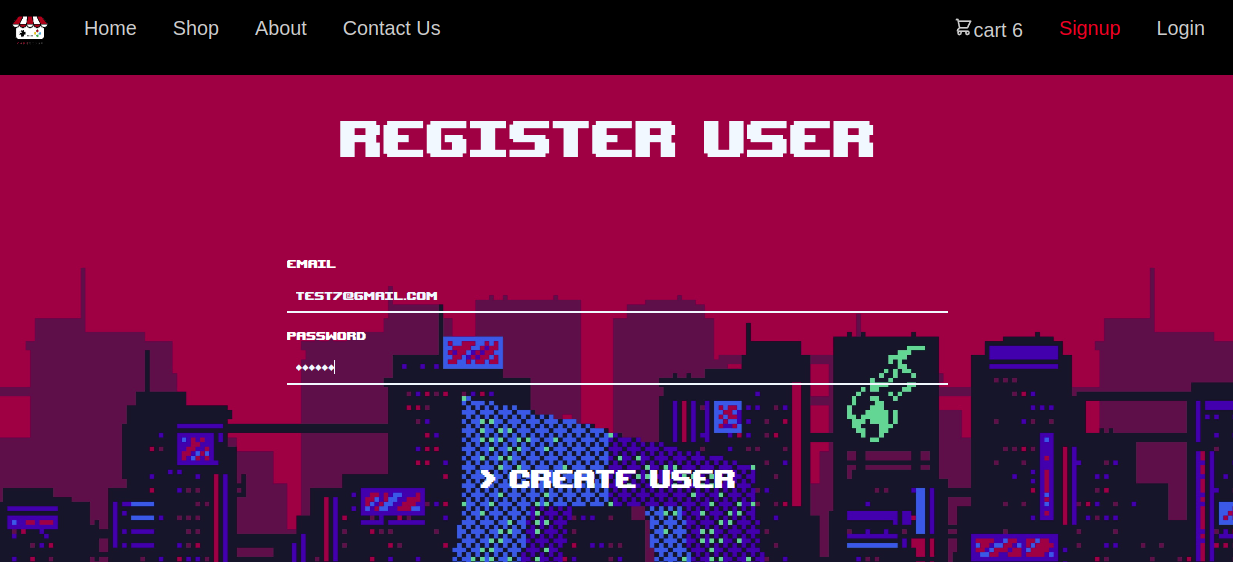 Home Shop About Contact Us cart 6 Signup Login
REGISTER USER
EMAIL
TEST7@GMAIL.COM
PASSWORD
> CREATE USER